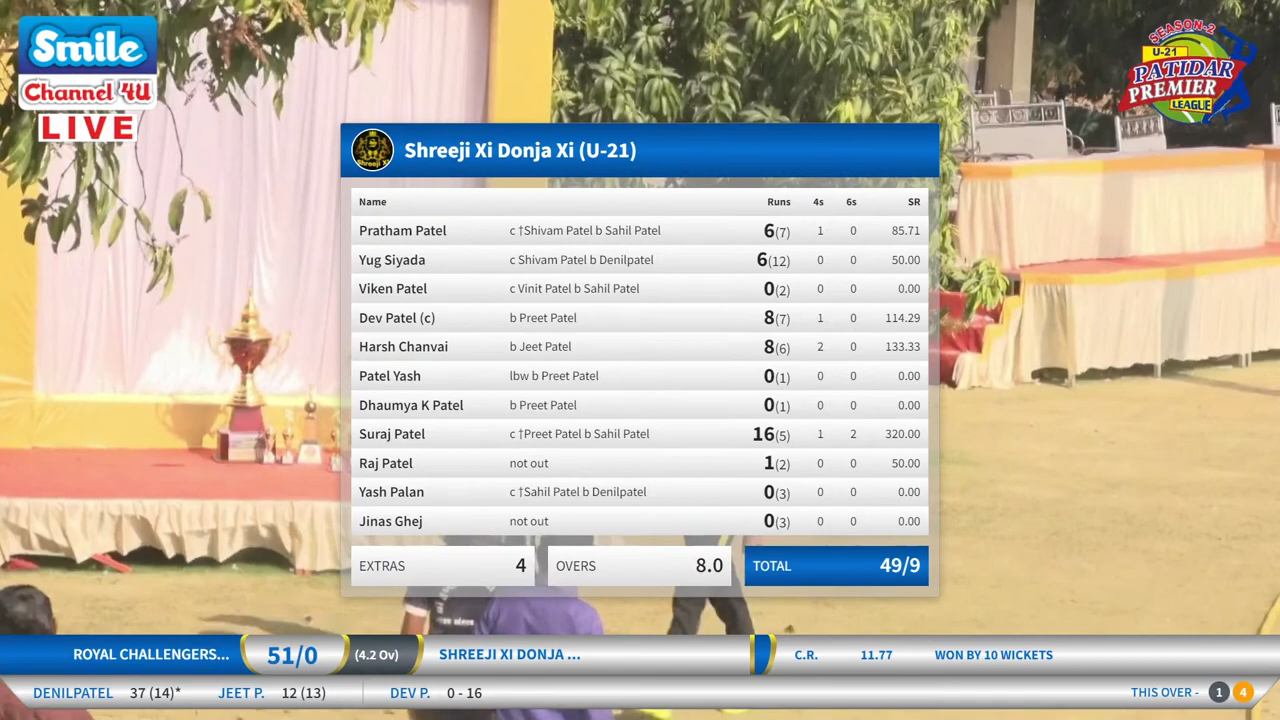 Smile
Channel 4U
LIVE
SEASON-2
U-21
PATIDAR
PREMIER
LEAGUE
Shreeji Xi
Shreeji Xi Donja Xi (U-21)
Name Runs 4s 6s SR
Pratham Patel c †Shivam Patel b Sahil Patel 6(7) 1 0 85.71
Yug Siyada c Shivam Patel b Denilpatel 6(12) 0 0 50.00
Viken Patel c Vinit Patel b Sahil Patel 0(2) 0 0 0.00
Dev Patel (c) b Preet Patel 8(7) 1 0 114.29
Harsh Chanvai b Jeet Patel 8(6) 2 0 133.33
Patel Yash lbw b Preet Patel 0(1) 0 0 0.00
Dhaumya K Patel b Preet Patel 0(1) 0 0 0.00
Suraj Patel c †Preet Patel b Sahil Patel 16(5) 1 2 320.00
Raj Patel not out 1(2) 0 0 50.00
Yash Palan c †Sahil Patel b Denilpatel 0(3) 0 0 0.00
Jinas Ghej not out 0(3) 0 0 0.00
EXTRAS 4 OVERS 8.0 TOTAL 49/9
ROYAL CHALLENGERS... 51/0 (4.2 Ov) SHREEJI XI DONJA ... C.R. 11.77 WON BY 10 WICKETS
DENILPATEL 37 (14)* JEET P. 12 (13) DEV P. 0 - 16 THIS OVER - 1 4